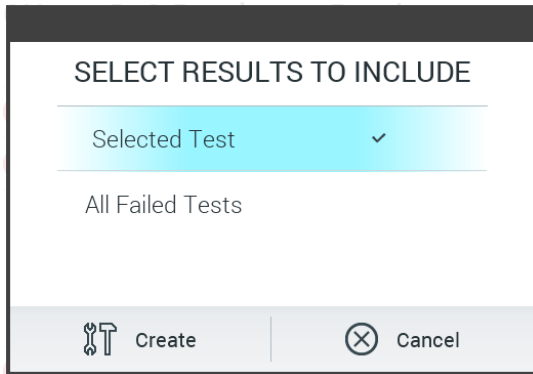 SELECT RESULTS TO INCLUDE
Selected Test
All Failed Tests
Create Cancel